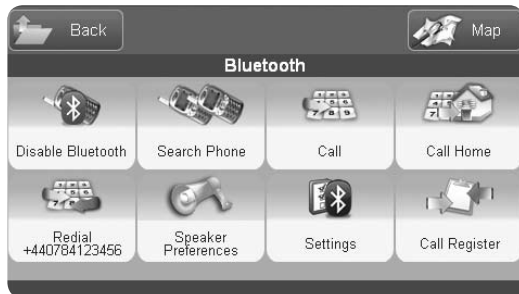 Back
Map
Bluetooth
Disable Bluetooth
Search Phone
Call
Call Home
Redial
+440784123456
Speaker
Preferences
Settings
Call Register